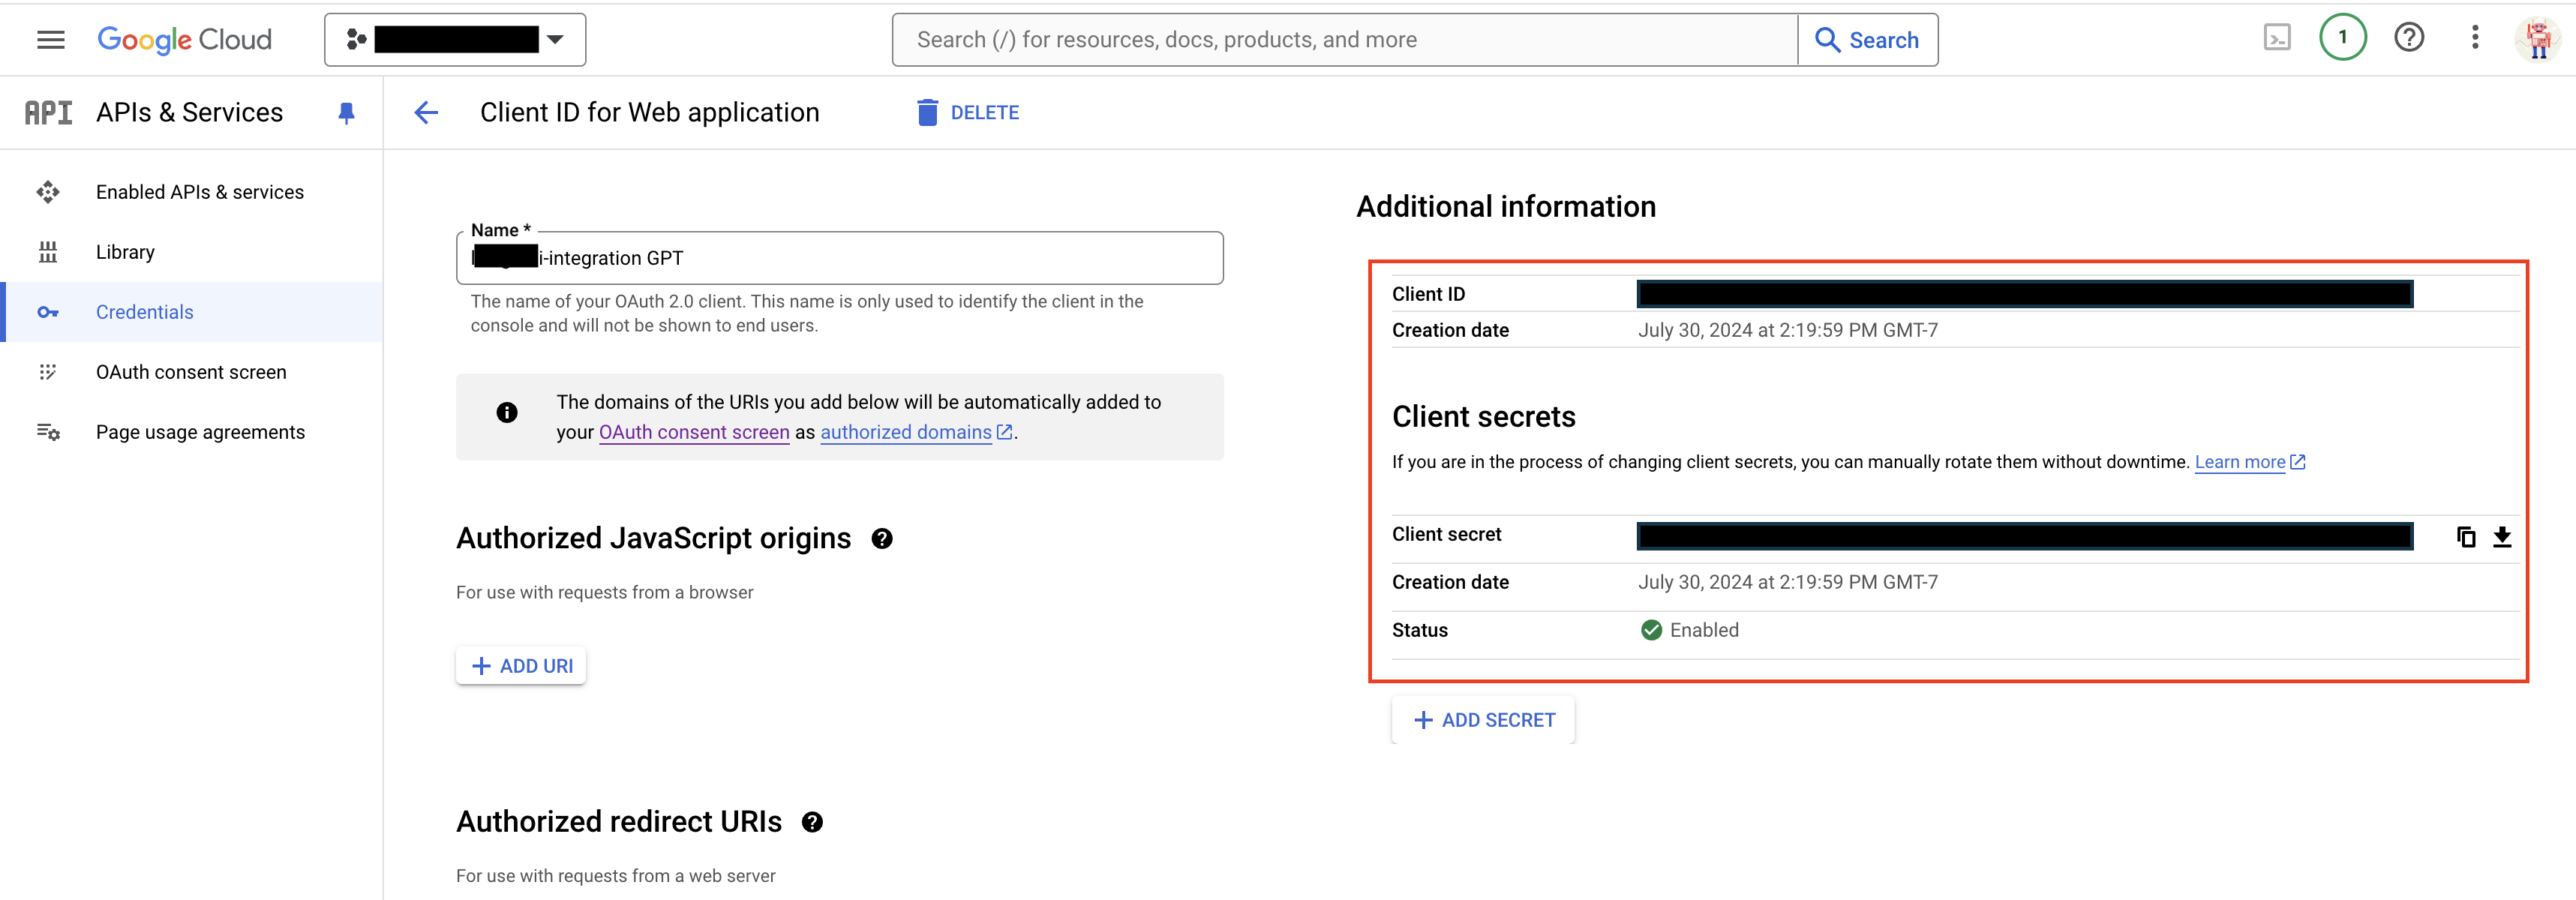 Google Cloud
Search (/) for resources, docs, products, and more
Search
1
API APIs & Services
Client ID for Web application
DELETE
Enabled APIs & services
Library
Credentials
OAuth consent screen
Page usage agreements
Name *
i-integration GPT
The name of your OAuth 2.0 client. This name is only used to identify the client in the
console and will not be shown to end users.
The domains of the URIs you add below will be automatically added to
your OAuth consent screen as authorized domains.
Authorized JavaScript origins
For use with requests from a browser
+ ADD URI
Authorized redirect URIs
For use with requests from a web server
Additional information
Client ID
Creation date July 30, 2024 at 2:19:59 PM GMT-7
Client secrets
If you are in the process of changing client secrets, you can manually rotate them without downtime. Learn more
Client secret
Creation date July 30, 2024 at 2:19:59 PM GMT-7
Status Enabled
+ ADD SECRET